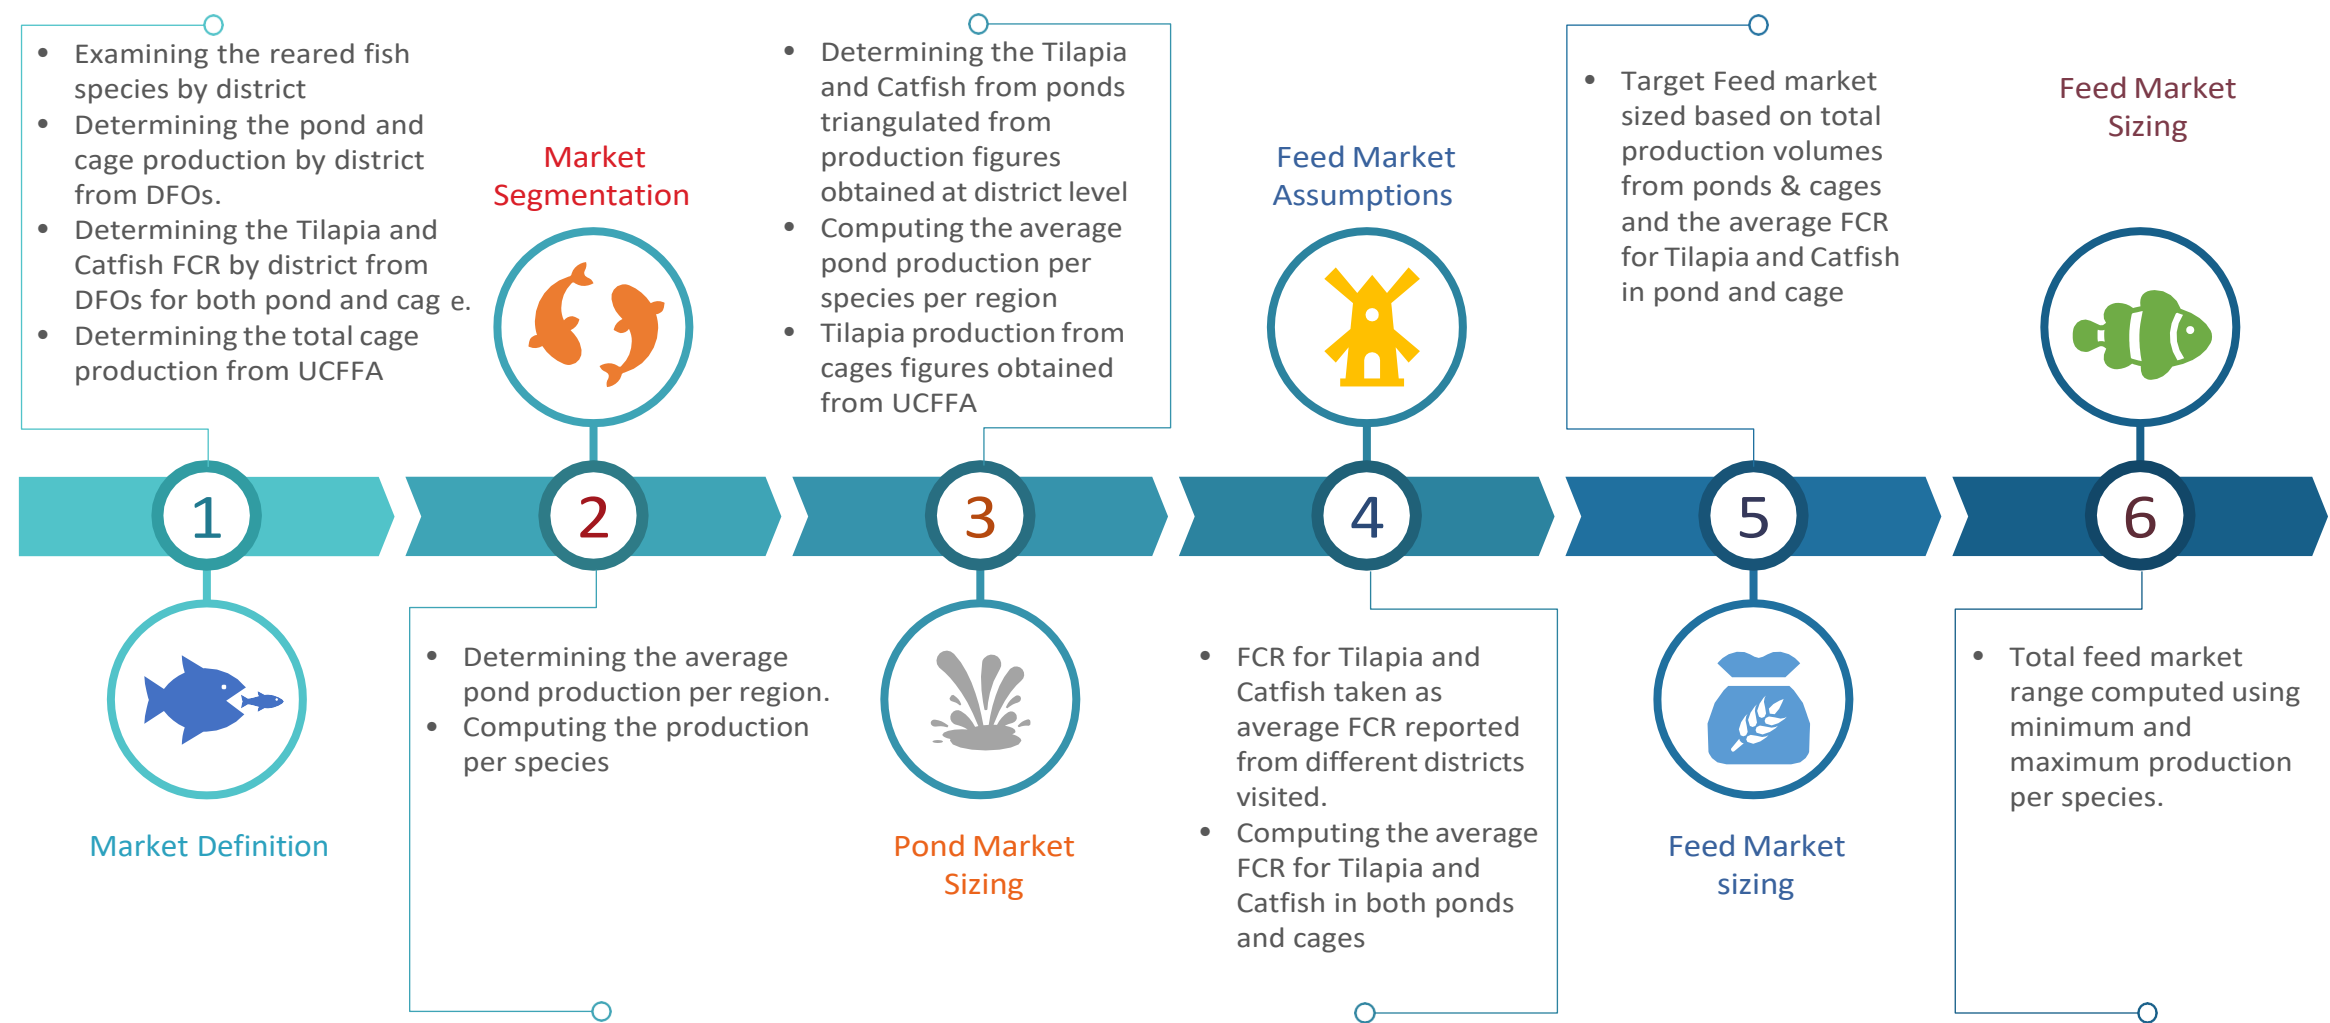 • Examining the reared fish
species by district
• Determining the pond and
cage production by district
from DFOs.
• Determining the Tilapia and
Catfish FCR by district from
DFOs for both pond and cag e.
• Determining the total cage
production from UCFFA
1
Market Definition
Market
Segmentation
2
• Determining the average
pond production per region.
• Computing the production
per species
• Determining the Tilapia
and Catfish from ponds
triangulated from
production figures
obtained at district level
• Computing the average
pond production per
species per region
• Tilapia production from
cages figures obtained
from UCFFA
3
Pond Market
Sizing
Feed Market
Assumptions
4
• FCR for Tilapia and
Catfish taken as
average FCR reported
from different districts
visited.
• Computing the average
FCR for Tilapia and
Catfish in both ponds
and cages
• Target Feed market
sized based on total
production volumes
from ponds & cages
and the average FCR
for Tilapia and Catfish
in pond and cage
5
Feed Market
sizing
Feed Market
Sizing
6
• Total feed market
range computed using
minimum and
maximum production
per species.